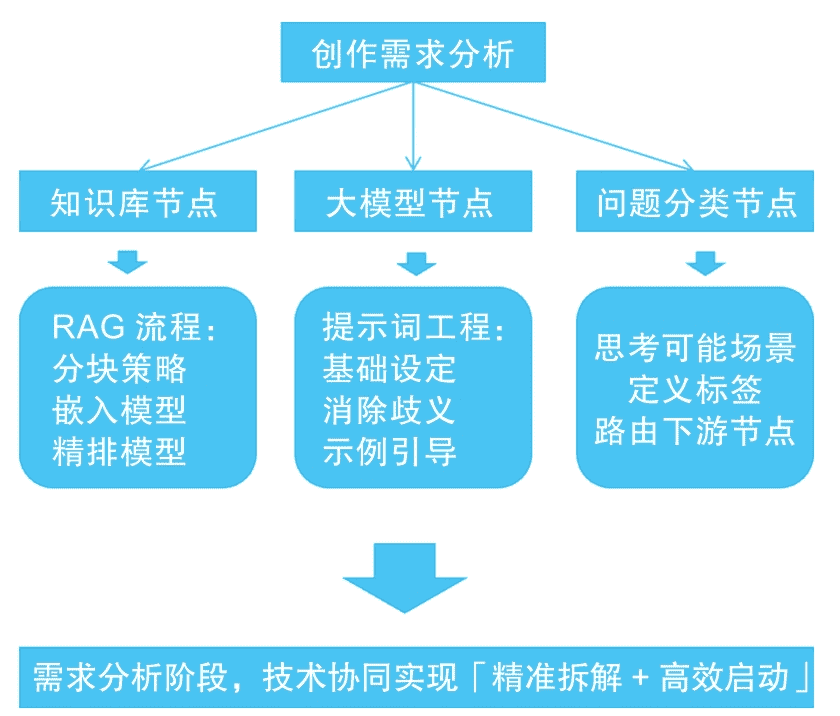 创作需求分析
知识库节点
大模型节点
问题分类节点
RAG 流程：
分块策略
嵌入模型
精排模型
提示词工程：
基础设定
消除歧义
示例引导
思考可能场景
定义标签
路由下游节点
需求分析阶段，技术协同实现「精准拆解 + 高效启动」